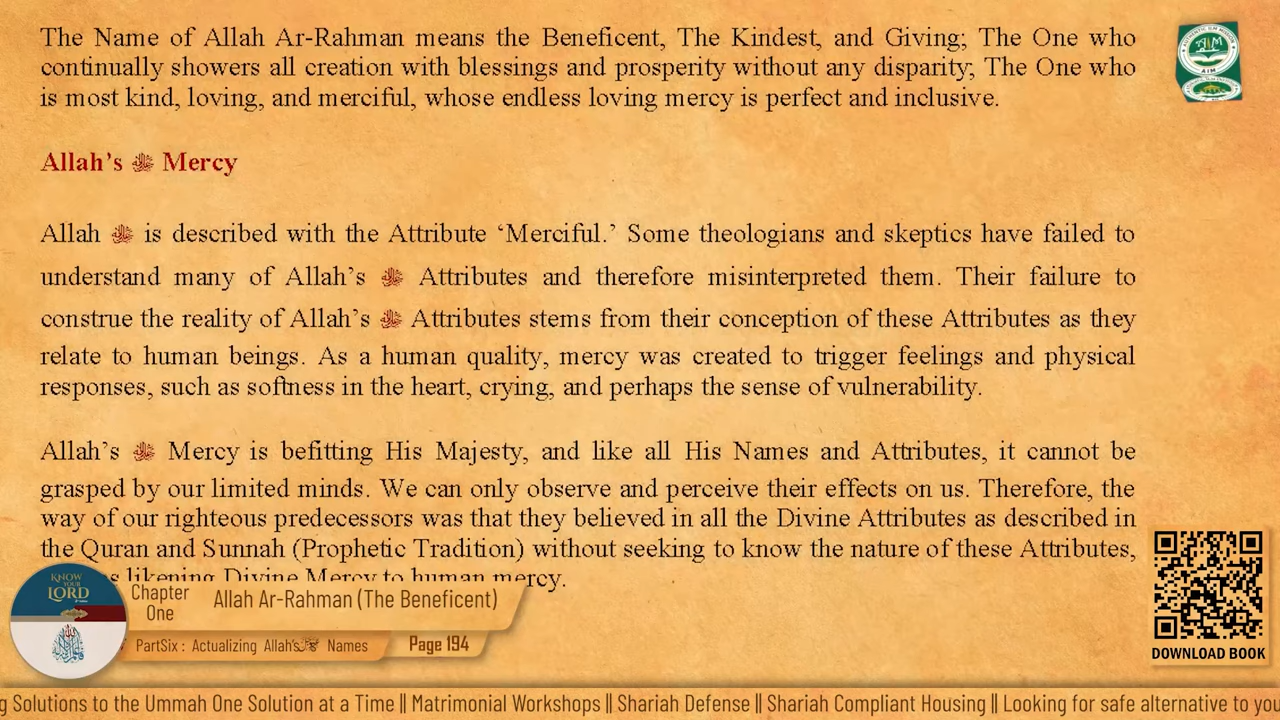 The Name of Allah Ar-Rahman means the Beneficent, The Kindest, and Giving; The One who
continually showers all creation with blessings and prosperity without any disparity; The One who
is most kind, loving, and merciful, whose endless loving mercy is perfect and inclusive.
Allah’s ﷻ Mercy
Allah ﷻ is described with the Attribute ‘Merciful.’ Some theologians and skeptics have failed to
understand many of Allah’s ﷻ Attributes and therefore misinterpreted them. Their failure to
construe the reality of Allah’s ﷻ Attributes stems from their conception of these Attributes as they
relate to human beings. As a human quality, mercy was created to trigger feelings and physical
responses, such as softness in the heart, crying, and perhaps the sense of vulnerability.
Allah’s ﷻ Mercy is befitting His Majesty, and like all His Names and Attributes, it cannot be
grasped by our limited minds. We can only observe and perceive their effects on us. Therefore, the
way of our righteous predecessors was that they believed in all the Divine Attributes as described in
the Quran and Sunnah (Prophetic Tradition) without seeking to know the nature of these Attributes,
likening Divine Mercy to human mercy.
KNOW YOUR LORD
Chapter One
Allah Ar-Rahman (The Beneficent)
PartSix : Actualizing Allah's ﷻ Names
Page 194
AIM
DOWNLOAD BOOK
g Solutions to the Ummah One Solution at a Time || Matrimonial Workshops || Shariah Defense || Shariah Compliant Housing || Looking for safe alternative to you